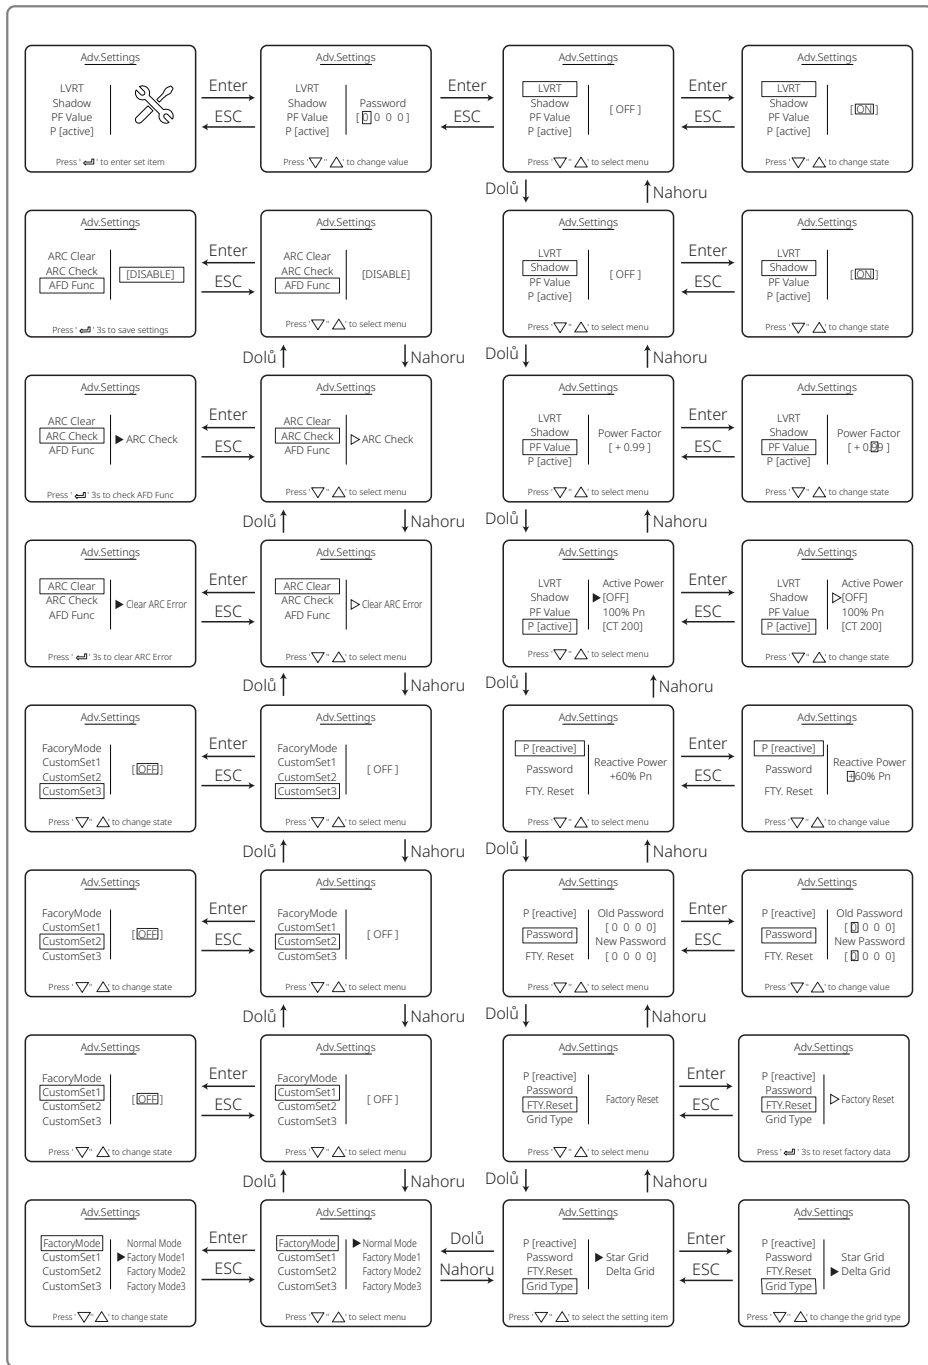 Adv.Settings
LVRT
Shadow
PF Value
P [active]
Press ' ' to enter set item
Enter
ESC
Adv.Settings
LVRT
Shadow
PF Value
P [active]
Password
[ 0 0 0 0 ]
Press ' ' ' ' to change value
Enter
ESC
Adv.Settings
LVRT
Shadow
PF Value
P [active]
[ OFF ]
Press ' ' ' ' to select menu
Enter
ESC
Adv.Settings
LVRT
Shadow
PF Value
P [active]
[ ON ]
Press ' ' ' ' to change state
Dolů
Nahoru
Adv.Settings
ARC Clear
ARC Check
AFD Func
[DISABLE]
Press ' ' 3s to save settings
Enter
ESC
Adv.Settings
ARC Clear
ARC Check
AFD Func
[DISABLE]
Press ' ' ' ' to select menu
Adv.Settings
LVRT
Shadow
PF Value
P [active]
[ OFF ]
Press ' ' ' ' to select menu
Enter
ESC
Adv.Settings
LVRT
Shadow
PF Value
P [active]
[ ON ]
Press ' ' ' ' to change state
Dolů
Nahoru
Dolů
Nahoru
Adv.Settings
ARC Clear
ARC Check
AFD Func
ARC Check
Press ' ' 3s to check AFD Func
Enter
ESC
Adv.Settings
ARC Clear
ARC Check
AFD Func
ARC Check
Press ' ' ' ' to select menu
Adv.Settings
LVRT
Shadow
PF Value
P [active]
Power Factor
[ + 0.99 ]
Press ' ' ' ' to select menu
Enter
ESC
Adv.Settings
LVRT
Shadow
PF Value
P [active]
Power Factor
[ + 0.99 ]
Press ' ' ' ' to change state
Dolů
Nahoru
Dolů
Nahoru
Adv.Settings
ARC Clear
ARC Check
AFD Func
Clear ARC Error
Press ' ' 3s to clear ARC Error
Enter
ESC
Adv.Settings
ARC Clear
ARC Check
AFD Func
Clear ARC Error
Press ' ' ' ' to select menu
Adv.Settings
LVRT
Shadow
PF Value
P [active]
Active Power
[OFF]
100% Pn
[CT 200]
Press ' ' ' ' to select menu
Enter
ESC
Adv.Settings
LVRT
Shadow
PF Value
P [active]
Active Power
[OFF]
100% Pn
[CT 200]
Press ' ' ' ' to change state
Dolů
Nahoru
Dolů
Nahoru
Adv.Settings
FacoryMode
CustomSet1
CustomSet2
CustomSet3
[ OFF ]
Press ' ' ' ' to change state
Enter
ESC
Adv.Settings
FacoryMode
CustomSet1
CustomSet2
CustomSet3
[ OFF ]
Press ' ' ' ' to select menu
Adv.Settings
P [reactive]
Password
FTY. Reset
Reactive Power
+60% Pn
Press ' ' ' ' to select menu
Enter
ESC
Adv.Settings
P [reactive]
Password
FTY. Reset
Reactive Power
+60% Pn
Press ' ' ' ' to change value
Dolů
Nahoru
Dolů
Nahoru
Adv.Settings
FacoryMode
CustomSet1
CustomSet2
CustomSet3
[ OFF ]
Press ' ' ' ' to change state
Enter
ESC
Adv.Settings
FacoryMode
CustomSet1
CustomSet2
CustomSet3
[ OFF ]
Press ' ' ' ' to select menu
Adv.Settings
P [reactive]
Password
FTY. Reset
Old Password
[ 0 0 0 0]
New Password
[ 0 0 0 0]
Press ' ' ' ' to select menu
Enter
ESC
Adv.Settings
P [reactive]
Password
FTY. Reset
Old Password
[ 0 0 0 0]
New Password
[ 0 0 0 0]
Press ' ' ' ' to change value
Dolů
Nahoru
Dolů
Nahoru
Adv.Settings
FacoryMode
CustomSet1
CustomSet2
CustomSet3
[ OFF ]
Press ' ' ' ' to change state
Enter
ESC
Adv.Settings
FacoryMode
CustomSet1
CustomSet2
CustomSet3
[ OFF ]
Press ' ' ' ' to select menu
Adv.Settings
P [reactive]
Password
FTY.Reset
Grid Type
Factory Reset
Press ' ' ' ' to select menu
Enter
ESC
Adv.Settings
P [reactive]
Password
FTY.Reset
Grid Type
Factory Reset
Press ' ' 3s to reset factory data
Dolů
Nahoru
Dolů
Nahoru
Adv.Settings
FactoryMode
CustomSet1
CustomSet2
CustomSet3
Normal Mode
Factory Mode1
Factory Mode2
Factory Mode3
Press ' ' ' ' to change state
Enter
ESC
Adv.Settings
FactoryMode
CustomSet1
CustomSet2
CustomSet3
Normal Mode
Factory Mode1
Factory Mode2
Factory Mode3
Press ' ' ' ' to select menu
Dolů
Nahoru
Adv.Settings
P [reactive]
Password
FTY.Reset
Grid Type
Star Grid
Delta Grid
Press ' ' ' ' to select the setting item
Enter
ESC
Adv.Settings
P [reactive]
Password
FTY.Reset
Grid Type
Star Grid
Delta Grid
Press ' ' ' ' to change the grid type